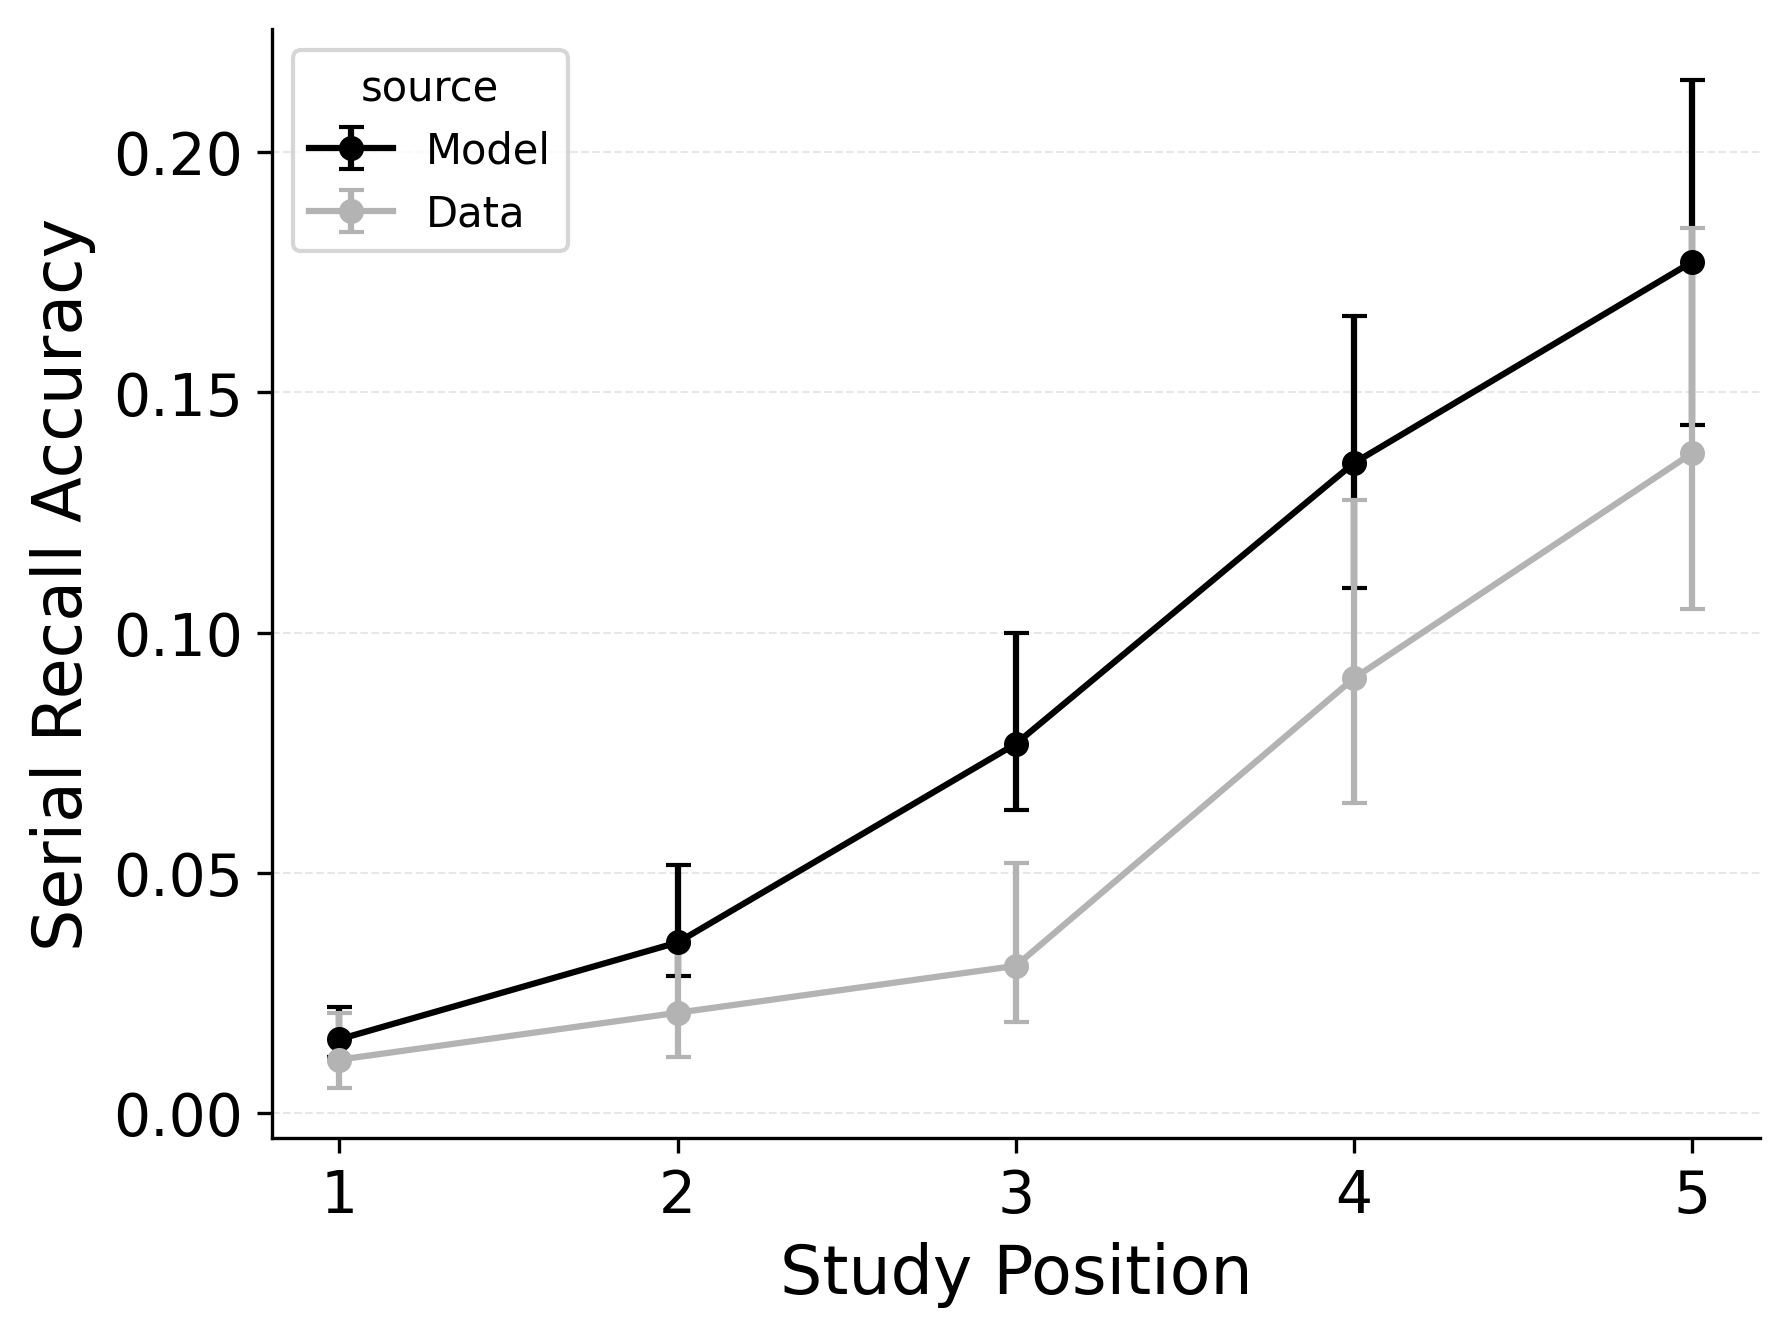 source
Model
Data
Serial Recall Accuracy
0.20
0.15
0.10
0.05
0.00
1 2 3 4 5
Study Position